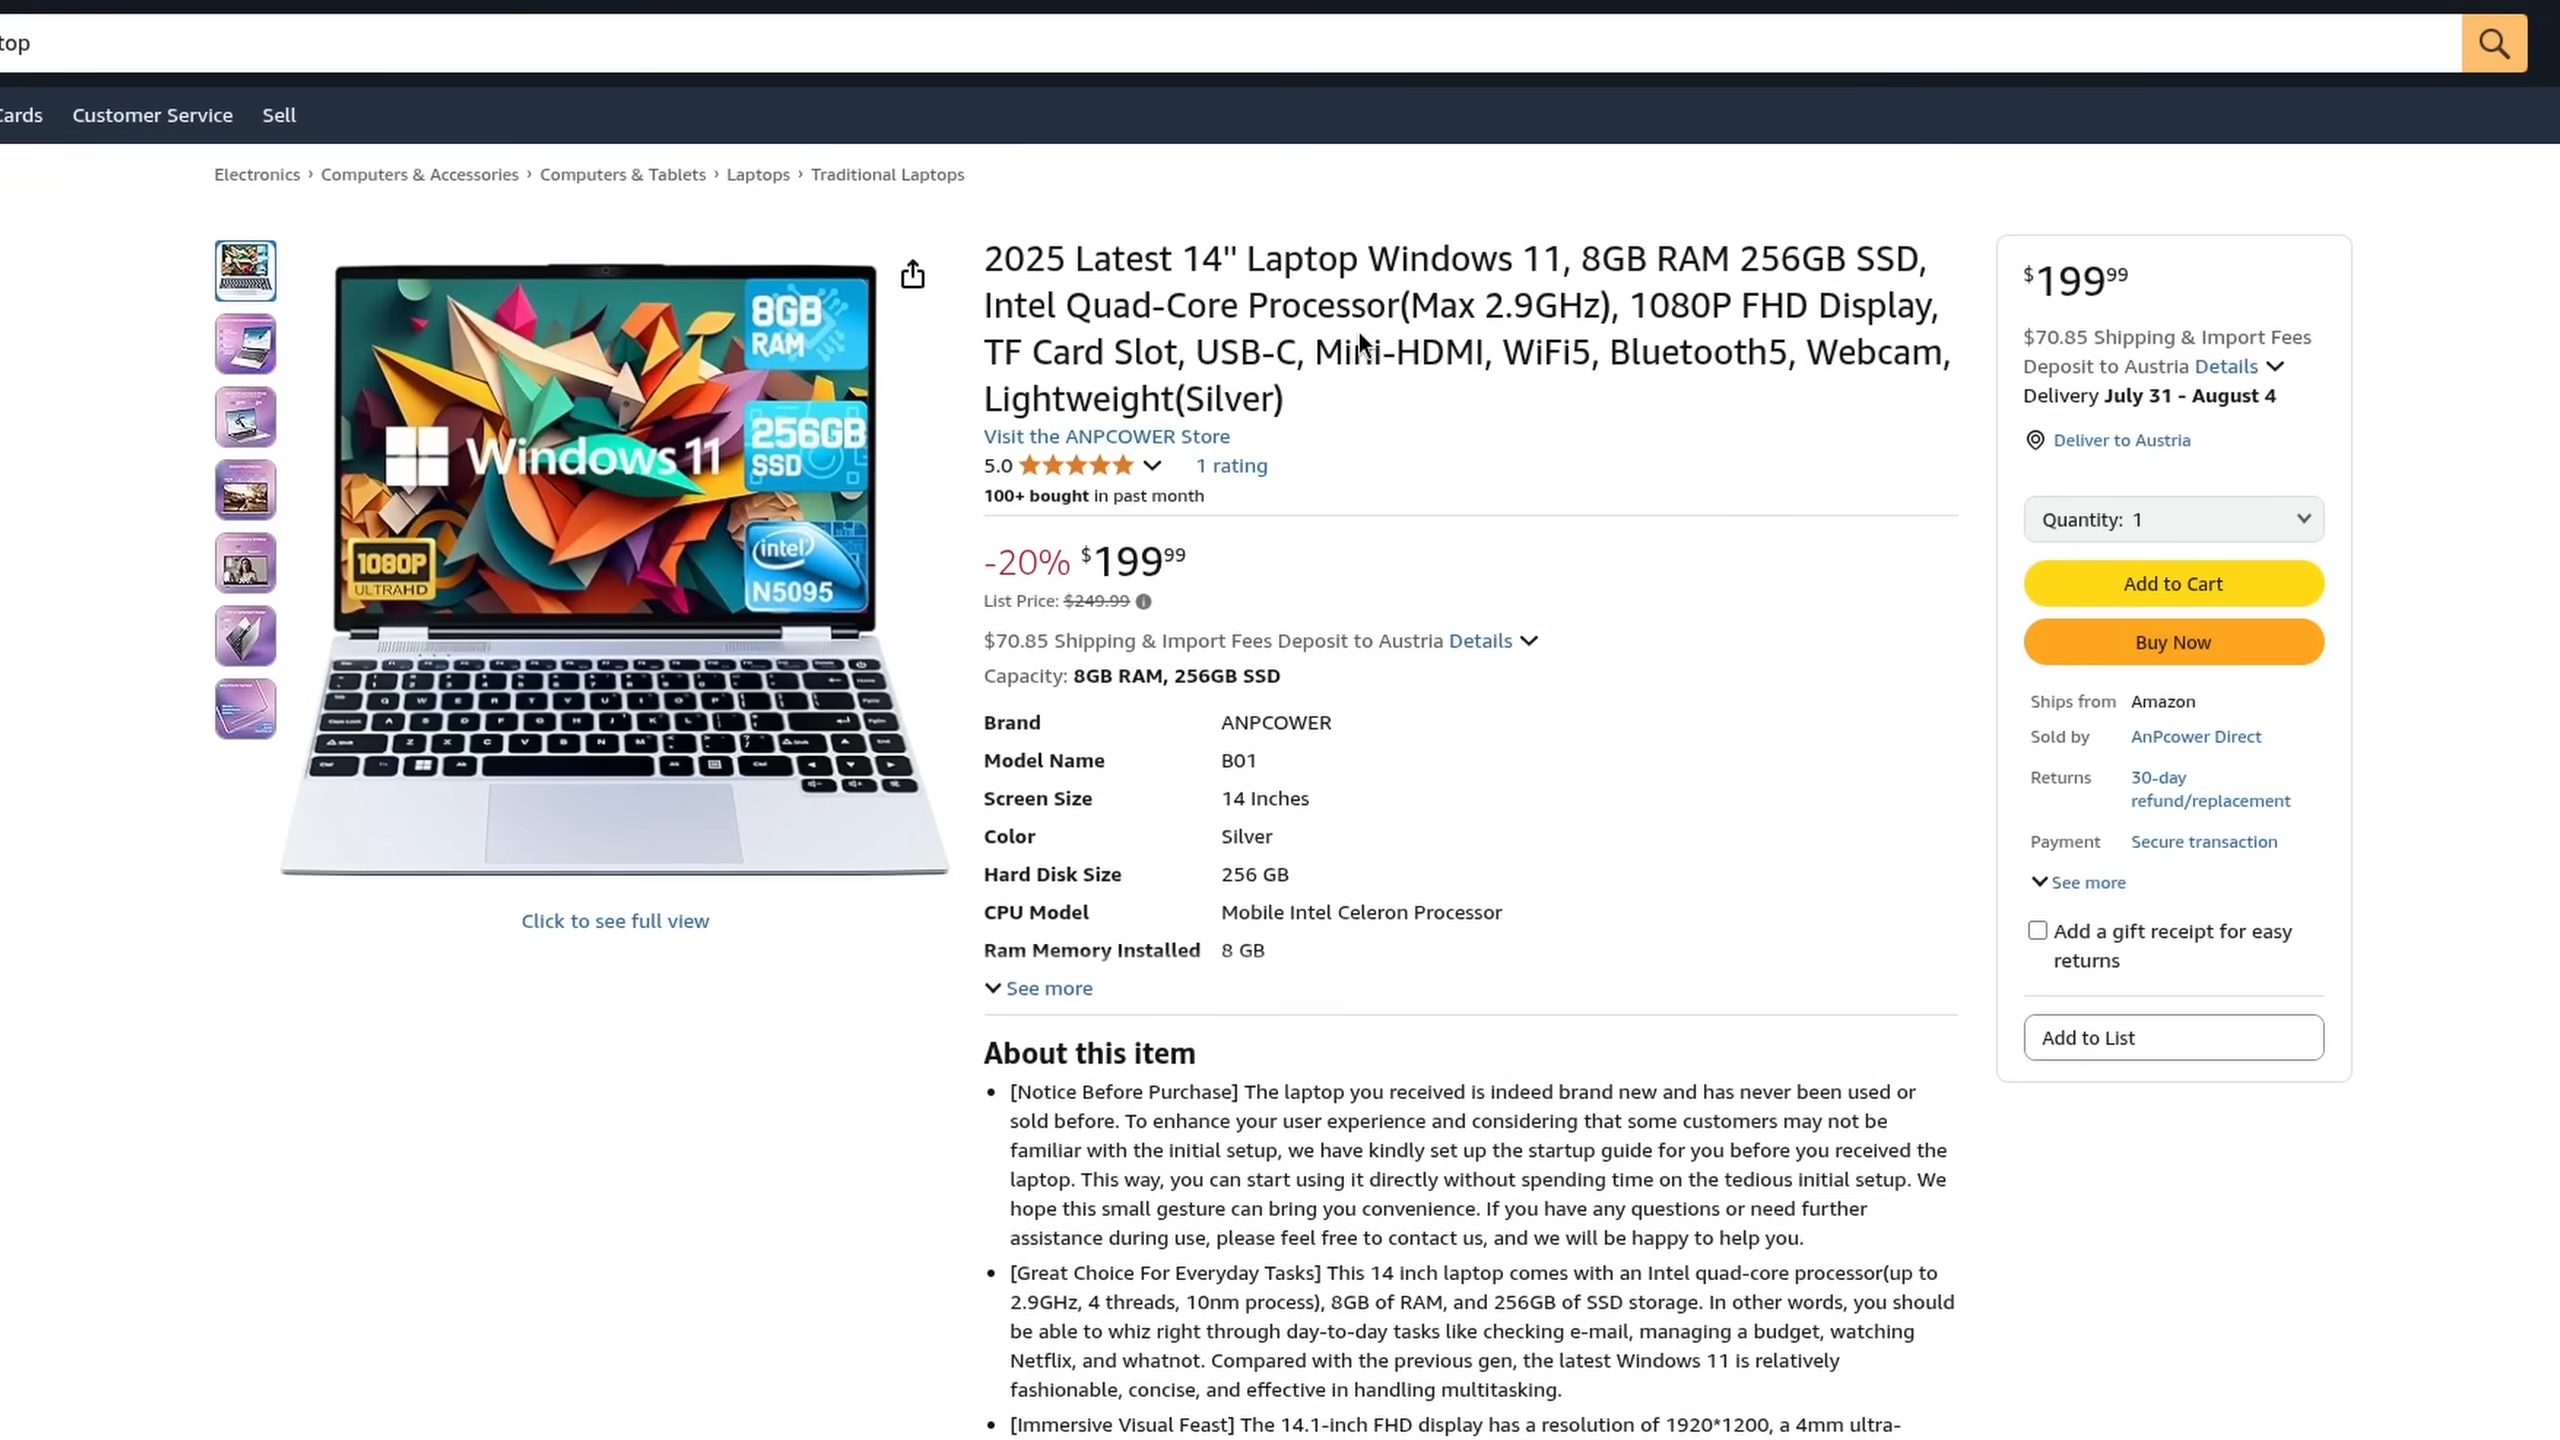 top
Cards Customer Service Sell
Electronics › Computers & Accessories › Computers & Tablets › Laptops › Traditional Laptops
8GB
RAM
Windows 11
256GB
SSD
1080P
ULTRAHD
intel
N5095
Click to see full view
2025 Latest 14" Laptop Windows 11, 8GB RAM 256GB SSD,
Intel Quad-Core Processor(Max 2.9GHz), 1080P FHD Display,
TF Card Slot, USB-C, Mini-HDMI, WiFi5, Bluetooth5, Webcam,
Lightweight(Silver)
Visit the ANPCOWER Store
5.0 1 rating
100+ bought in past month
-20% $199 99
List Price: $249.99
$70.85 Shipping & Import Fees Deposit to Austria Details
Capacity: 8GB RAM, 256GB SSD
Brand ANPCOWER
Model Name B01
Screen Size 14 Inches
Color Silver
Hard Disk Size 256 GB
CPU Model Mobile Intel Celeron Processor
Ram Memory Installed 8 GB
See more
About this item
• [Notice Before Purchase] The laptop you received is indeed brand new and has never been used or
sold before. To enhance your user experience and considering that some customers may not be
familiar with the initial setup, we have kindly set up the startup guide for you before you received the
laptop. This way, you can start using it directly without spending time on the tedious initial setup. We
hope this small gesture can bring you convenience. If you have any questions or need further
assistance during use, please feel free to contact us, and we will be happy to help you.
• [Great Choice For Everyday Tasks] This 14 inch laptop comes with an Intel quad-core processor(up to
2.9GHz, 4 threads, 10nm process), 8GB of RAM, and 256GB of SSD storage. In other words, you should
be able to whiz right through day-to-day tasks like checking e-mail, managing a budget, watching
Netflix, and whatnot. Compared with the previous gen, the latest Windows 11 is relatively
fashionable, concise, and effective in handling multitasking.
• [Immersive Visual Feast] The 14.1-inch FHD display has a resolution of 1920*1200, a 4mm ultra-
$199 99
$70.85 Shipping & Import Fees
Deposit to Austria Details
Delivery July 31 - August 4
Deliver to Austria
Quantity: 1
Add to Cart
Buy Now
Ships from Amazon
Sold by AnPcower Direct
Returns 30-day
refund/replacement
Payment Secure transaction
See more
Add a gift receipt for easy
returns
Add to List